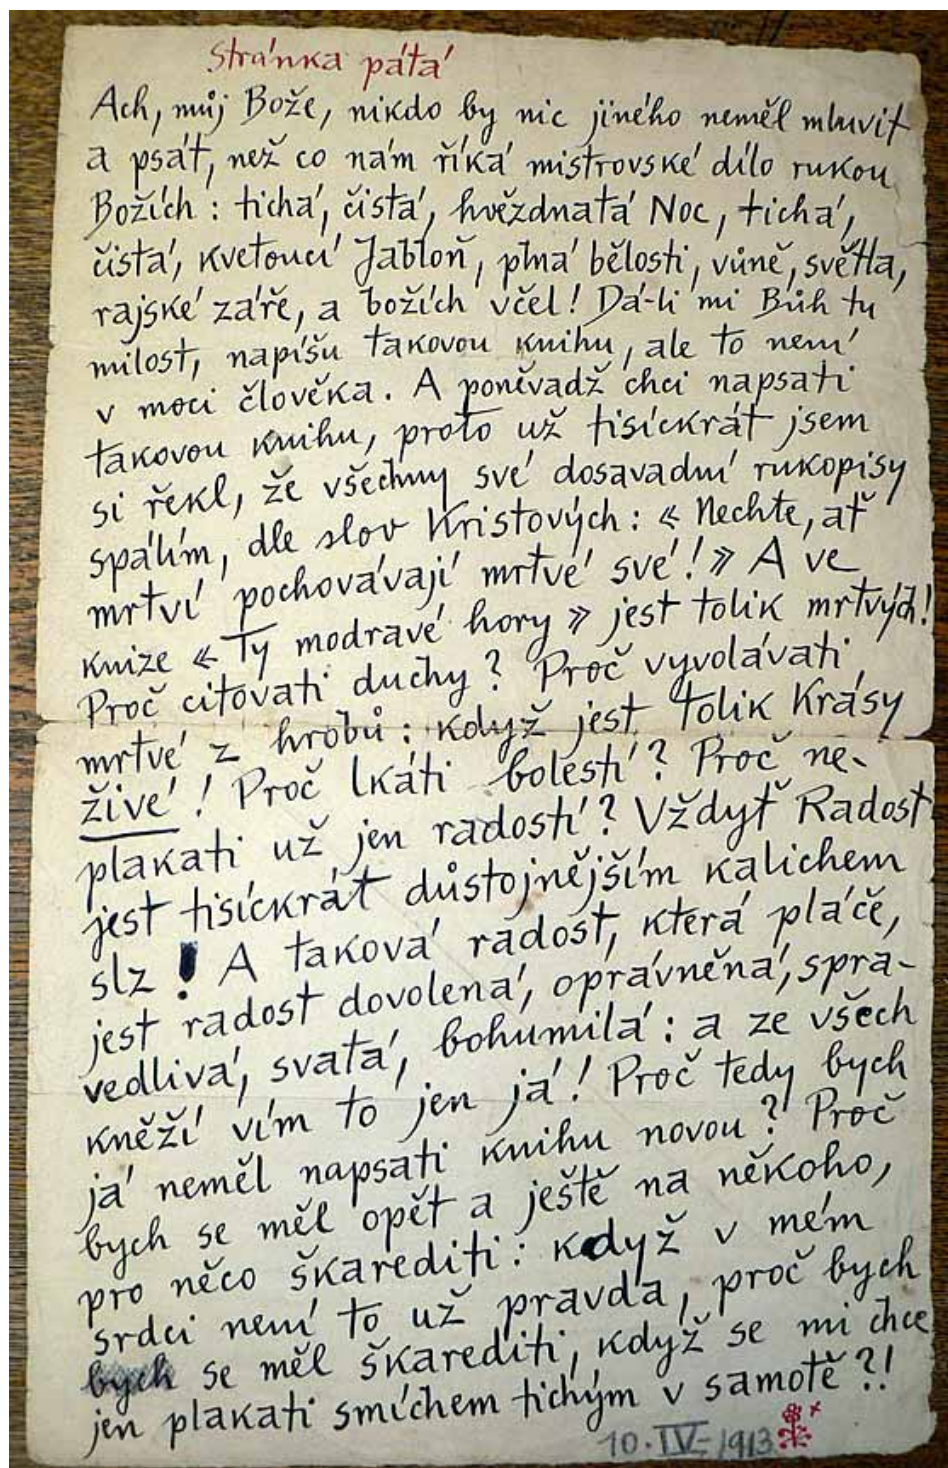 Stránka pátá
Ach, můj Bože, nikdo by nic jiného neměl mluvit
a psát, než co nám říká mistrovské dílo rukou
Božích : tichá, čistá, hvězdnatá Noc, tichá,
čistá, kvetoucí Jabloň, plná bělosti, vůně, světla,
rajské záře, a božích včel! Dá-li mi Bůh tu
milost, napíšu takovou knihu, ale to není
v moci člověka. A poněvadž chci napsati
takovou knihu, proto už tisíckrát jsem
si řekl, že všechny své dosavadní rukopisy
spálím, dle slov Kristových : « Nechte, ať
mrtví pochovávají mrtvé své! » A ve
knize « Ty modravé hory » jest tolik mrtvých!
Proč citovati duchy? Proč vyvolávati
mrtvé z hrobů : když jest tolik Krásy
živé! Proč lkáti bolestí? Proč ne-
plakati už jen radostí? Vždyť Radost
jest tisíckrát důstojnějším kalichem
slz! A taková radost, která pláče,
jest radost dovolená, oprávněná, spra-
vedlivá, svatá, bohumilá : a ze všech
kněží vím to jen já! Proč tedy bych
já neměl napsati knihu novou? Proč
bych se měl opět a ještě na někoho,
pro něco škarediti : když v mém
srdci není to už pravda, proč bych
bych se měl škarediti, když se mi chce
jen plakati smíchem tichým v samotě?!
10. IV = 1913